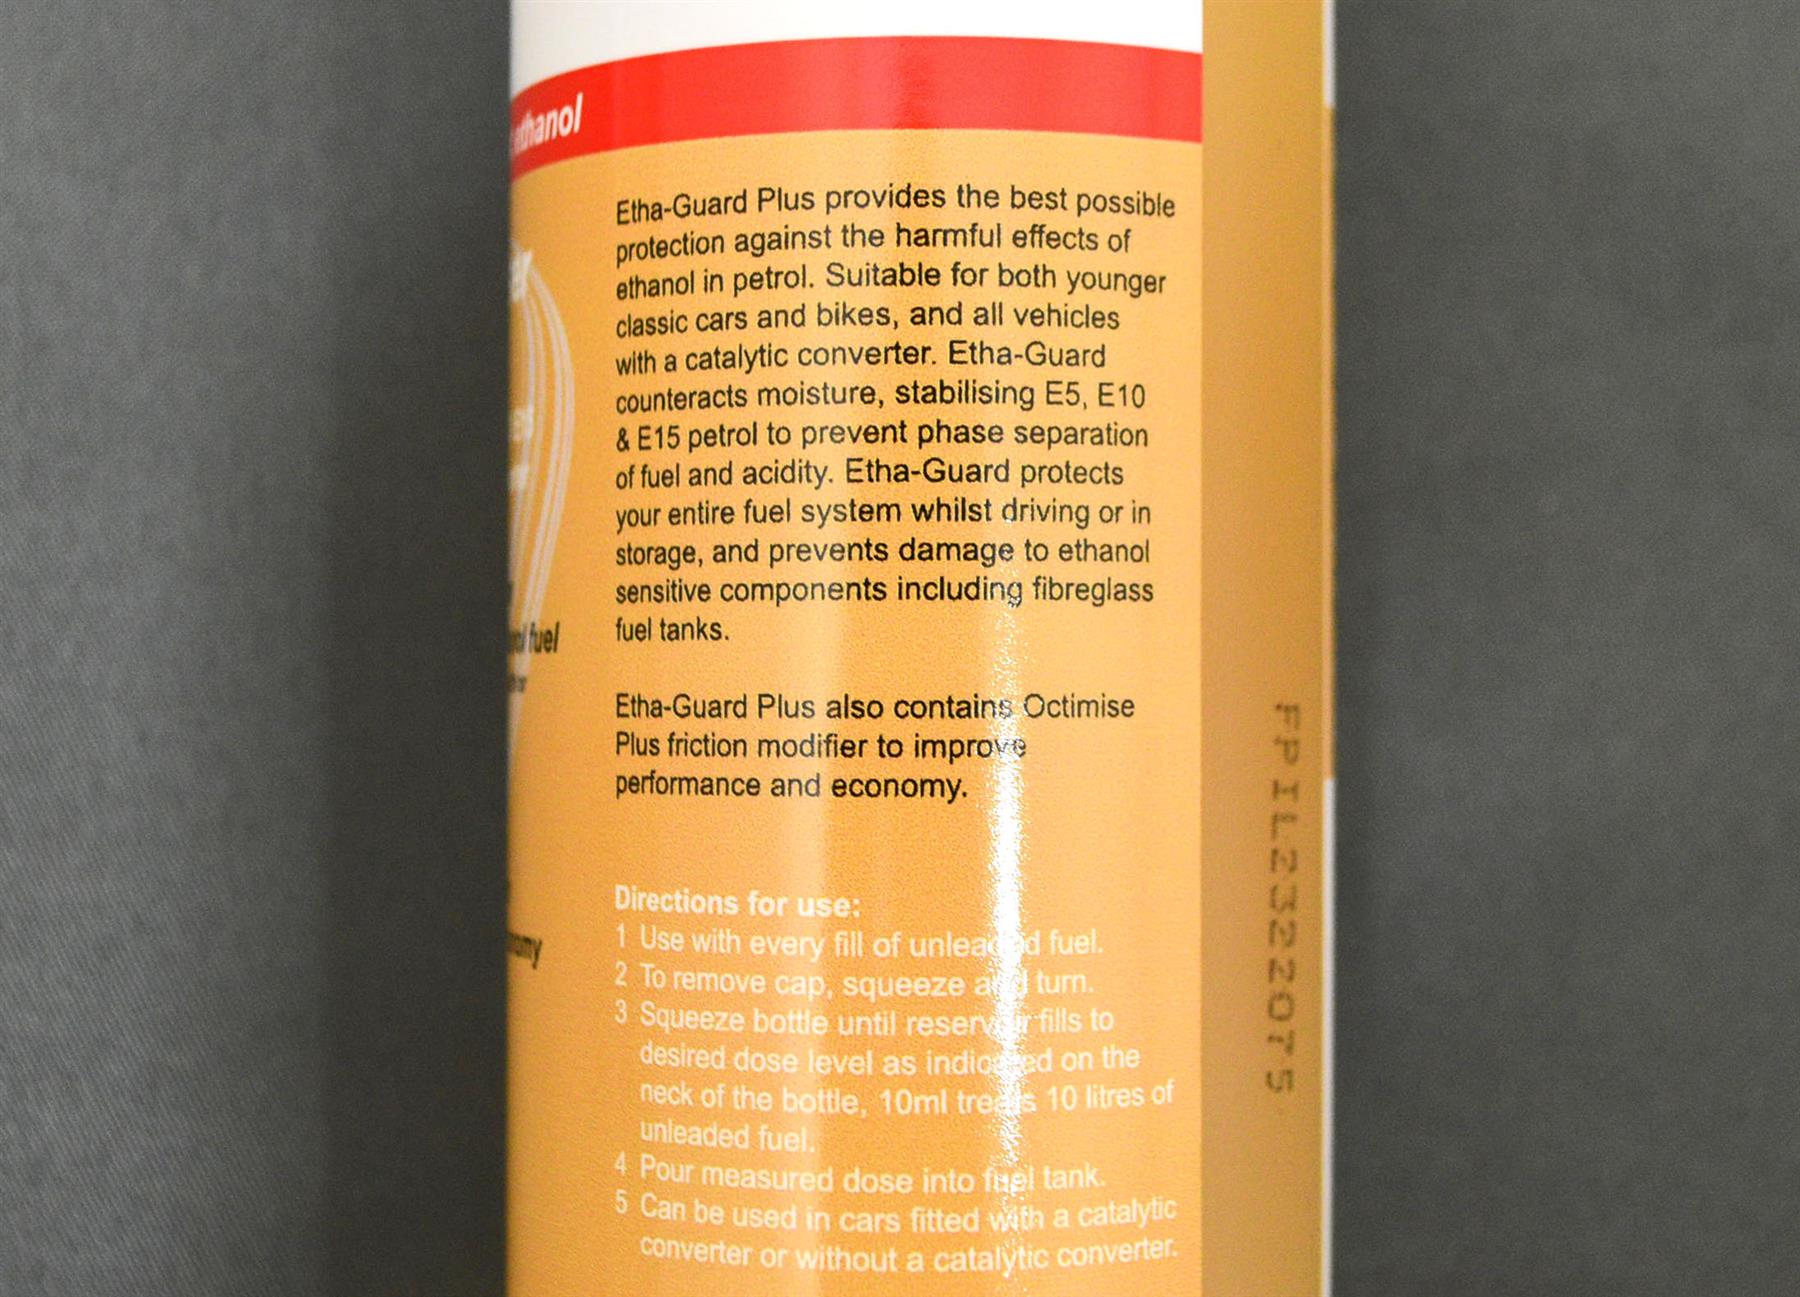 ethanol
Etha-Guard Plus provides the best possible
protection against the harmful effects of
ethanol in petrol. Suitable for both younger
classic cars and bikes, and all vehicles
with a catalytic converter. Etha-Guard
counteracts moisture, stabilising E5, E10
& E15 petrol to prevent phase separation
of fuel and acidity. Etha-Guard protects
your entire fuel system whilst driving or in
storage, and prevents damage to ethanol
sensitive components including fibreglass
fuel tanks.
Etha-Guard Plus also contains Octimise
Plus friction modifier to improve
performance and economy.
Directions for use:
1 Use with every fill of unleaded fuel.
2 To remove cap, squeeze and turn.
3 Squeeze bottle until reservoir fills to
desired dose level as indicated on the
neck of the bottle, 10ml treats 10 litres of
unleaded fuel.
4 Pour measured dose into fuel tank.
5 Can be used in cars fitted with a catalytic
converter or without a catalytic converter.
fuel
FPIL2322075